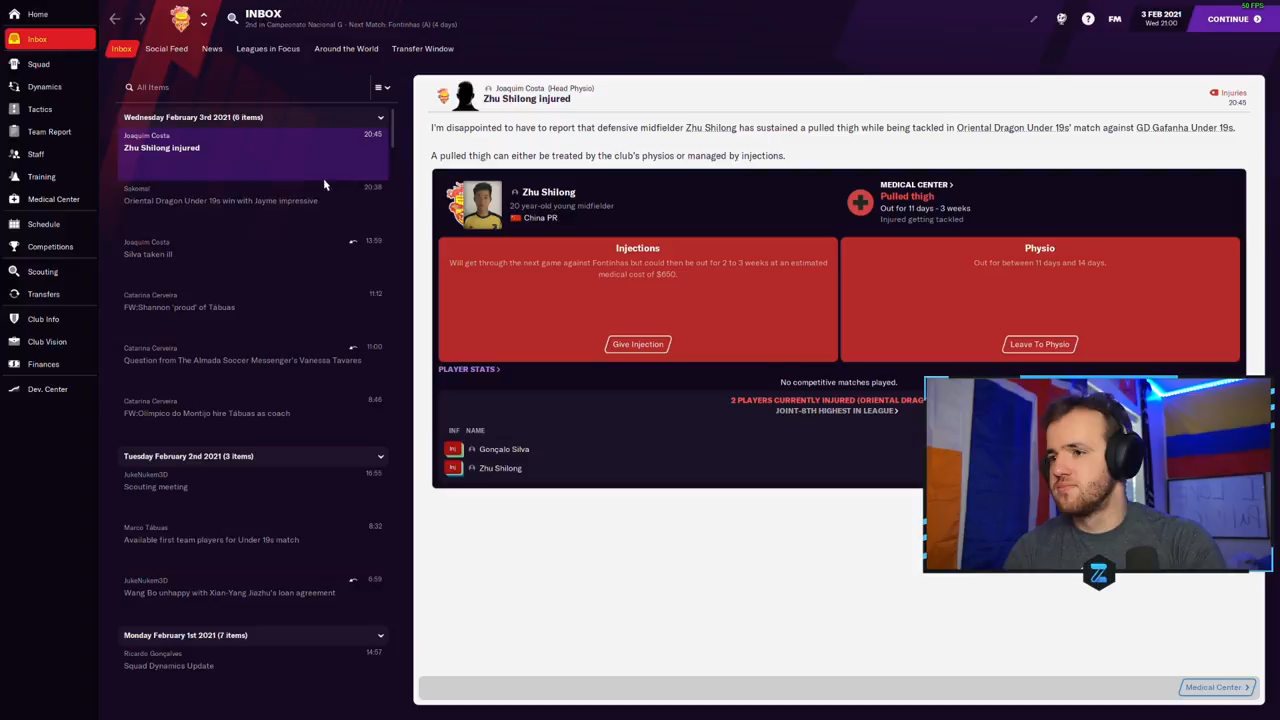 50 FPS
Home
Inbox
Squad
Dynamics
Tactics
Team Report
Staff
Training
Medical Center
Schedule
Competitions
Scouting
Transfers
Club Info
Club Vision
Finances
Dev. Center
INBOX
2nd in Campeonato Nacional G - Next Match: Fontinhas (A) (4 days)
FM
3 FEB 2021
Wed 21:00
CONTINUE
Inbox
Social Feed
News
Leagues in Focus
Around the World
Transfer Window
All Items
Wednesday February 3rd 2021 (6 items)
Joaquim Costa 20:45
Zhu Shilong injured
Sskomsl 20:38
Oriental Dragon Under 19s win with Jayme impressive
Joaquim Costa 13:59
Silva taken ill
Catarina Cerveira 11:12
FW:Shannon 'proud' of Tábuas
Catarina Cerveira 11:00
Question from The Almada Soccer Messenger's Vanessa Tavares
Catarina Cerveira 8:46
FW:Olímpico do Montijo hire Tábuas as coach
Tuesday February 2nd 2021 (3 items)
JukeNukem3D 16:55
Scouting meeting
Marco Tábuas 8:32
Available first team players for Under 19s match
JukeNukem3D 6:59
Wang Bo unhappy with Xian-Yang Jiazhu's loan agreement
Monday February 1st 2021 (7 items)
Ricardo Gonçalves 14:57
Squad Dynamics Update
Joaquim Costa (Head Physio)
Zhu Shilong injured
Injuries
20:45
I'm disappointed to have to report that defensive midfielder Zhu Shilong has sustained a pulled thigh while being tackled in Oriental Dragon Under 19s' match against GD Gafanha Under 19s.
A pulled thigh can either be treated by the club's physios or managed by injections.
Zhu Shilong
20 year-old young midfielder
China PR
MEDICAL CENTER
Pulled thigh
Out for 11 days - 3 weeks
Injured getting tackled
Injections
Will get through the next game against Fontinhas but could then be out for 2 to 3 weeks at an estimated
medical cost of $650.
Give Injection
Physio
Out for between 11 days and 14 days.
Leave To Physio
PLAYER STATS
No competitive matches played.
2 PLAYERS CURRENTLY INJURED (ORIENTAL DRAG
JOINT-8TH HIGHEST IN LEAGUE
INF NAME
Inj Gonçalo Silva
Inj Zhu Shilong
Z
Medical Center